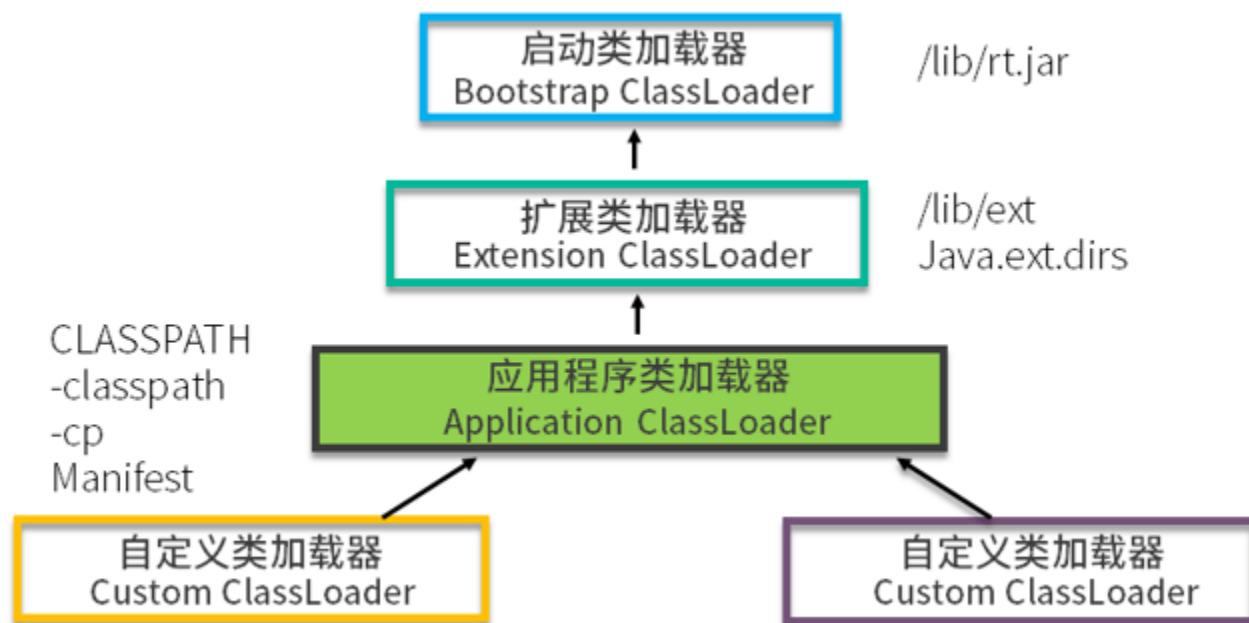 启动类加载器
Bootstrap ClassLoader
/lib/rt.jar
扩展类加载器
Extension ClassLoader
/lib/ext
Java.ext.dirs
CLASSPATH
-classpath
-cp
Manifest
应用程序类加载器
Application ClassLoader
自定义类加载器
Custom ClassLoader
自定义类加载器
Custom ClassLoader